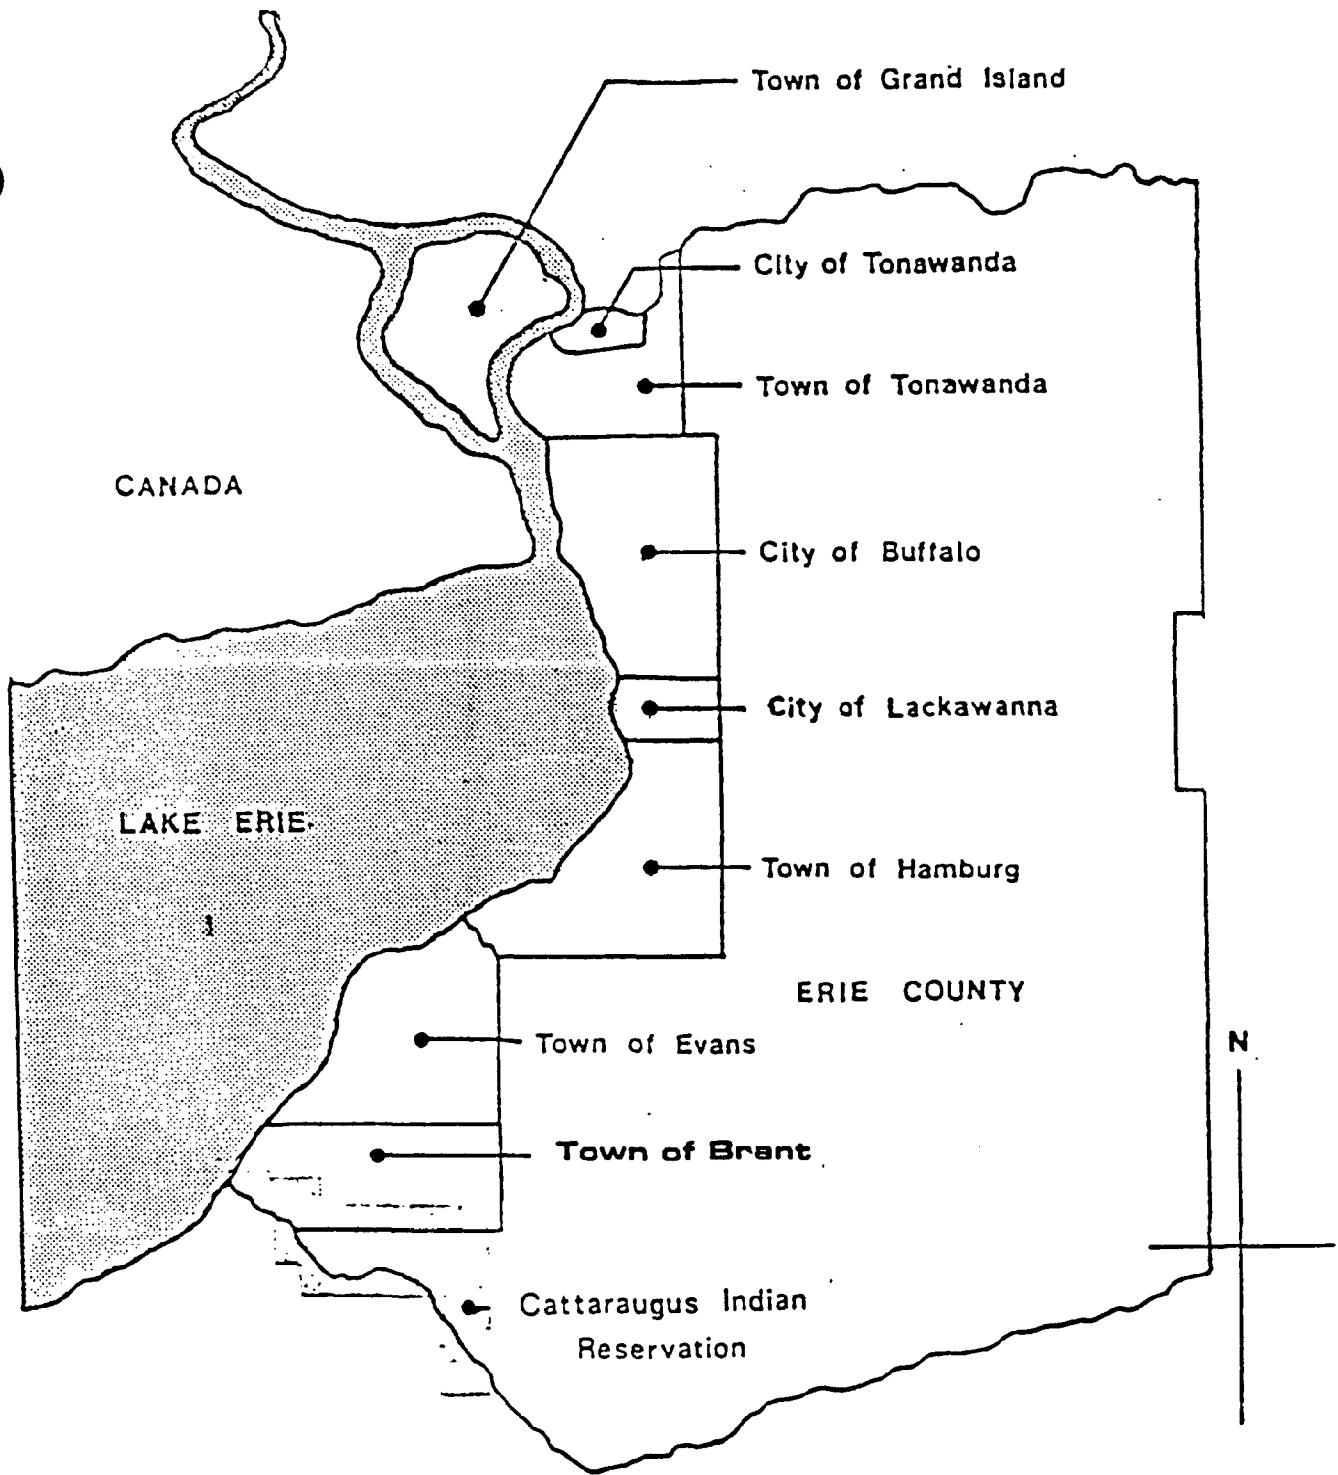 Town of Grand Island
City of Tonawanda
Town of Tonawanda
CANADA
City of Buffalo
City of Lackawanna
LAKE ERIE
Town of Hamburg
1
ERIE COUNTY
Town of Evans
N
Town of Brant
Cattaraugus Indian
Reservation